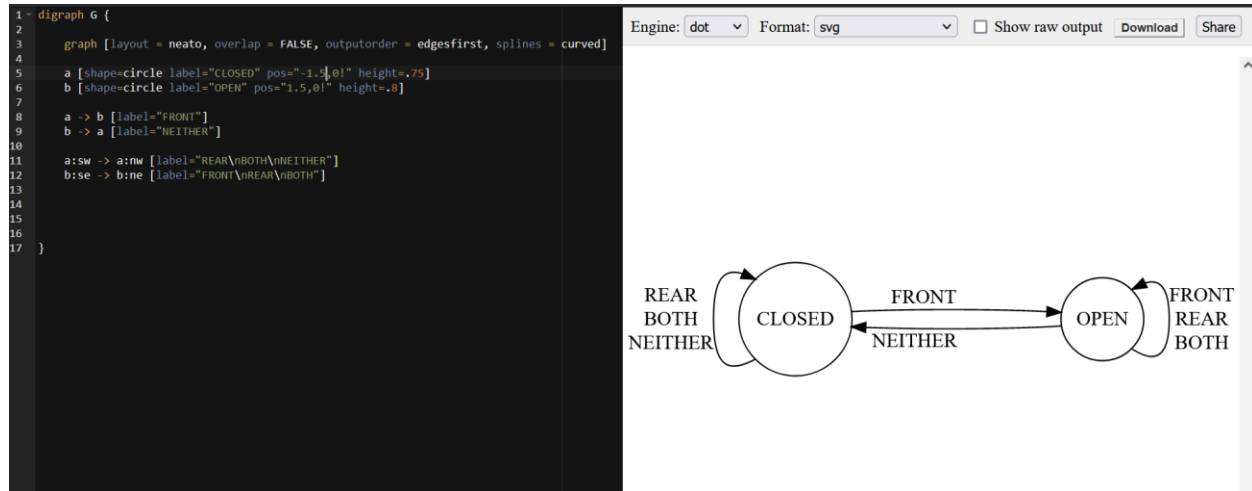 1 digraph G {
2
3 graph [layout = neato, overlap = FALSE, outputorder = edgesfirst, splines = curved]
4
5 a [shape=circle label="CLOSED" pos="-1.5,0!" height=.75]
6 b [shape=circle label="OPEN" pos="1.5,0!" height=.8]
7
8 a -> b [label="FRONT"]
9 b -> a [label="NEITHER"]
10
11 a:sw -> a:nw [label="REAR\nBOTH\nNEITHER"]
12 b:se -> b:ne [label="FRONT\nREAR\nBOTH"]
13
14
15
16
17 }
Engine: dot Format: svg Show raw output Download Share
REAR
BOTH
NEITHER
CLOSED
FRONT
NEITHER
OPEN
FRONT
REAR
BOTH